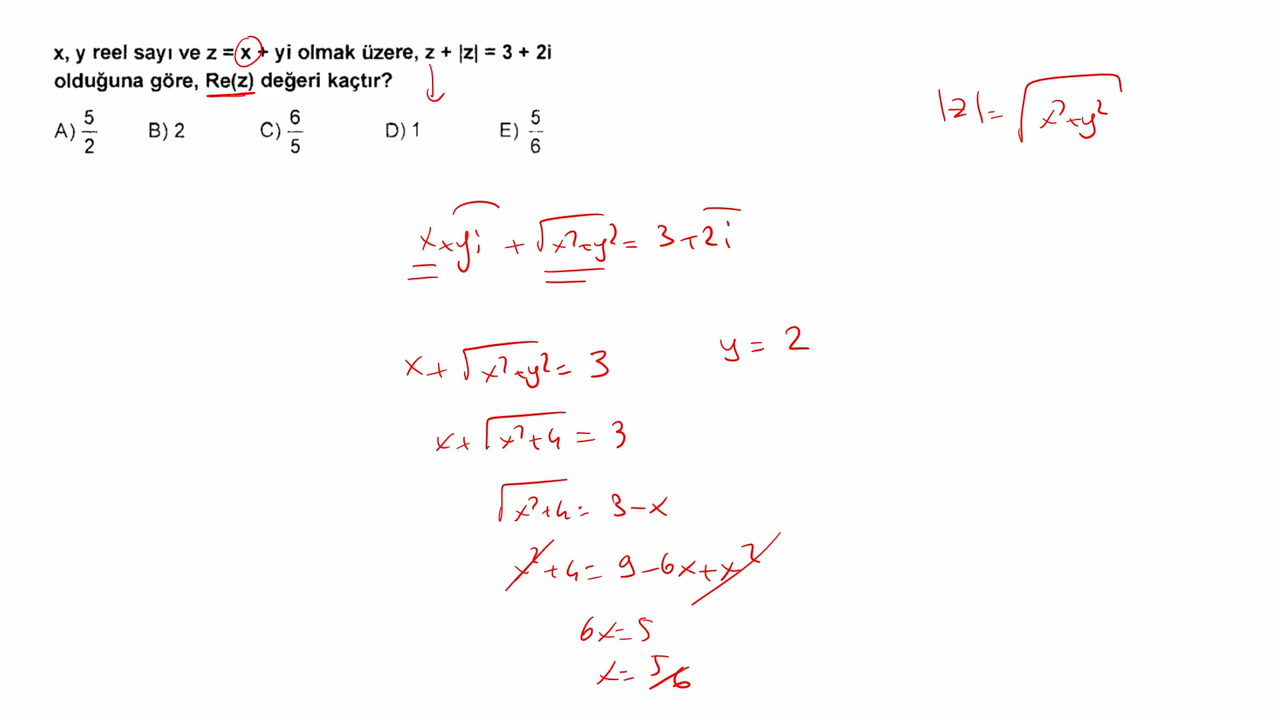 x, y reel sayı ve z = x + yi olmak üzere, z + |z| = 3 + 2i
olduğuna göre, Re(z) değeri kaçtır?
A) 5/2 B) 2 C) 6/5 D) 1 E) 5/6
|z| = √(x²+y²)
x+yi + √(x²+y²) = 3+2i
x+ √(x²+y²) = 3 y = 2
x+ √(x²+4) = 3
√(x²+4) = 3-x
x²+4 = 9-6x+x²
6x=5
x= 5/6